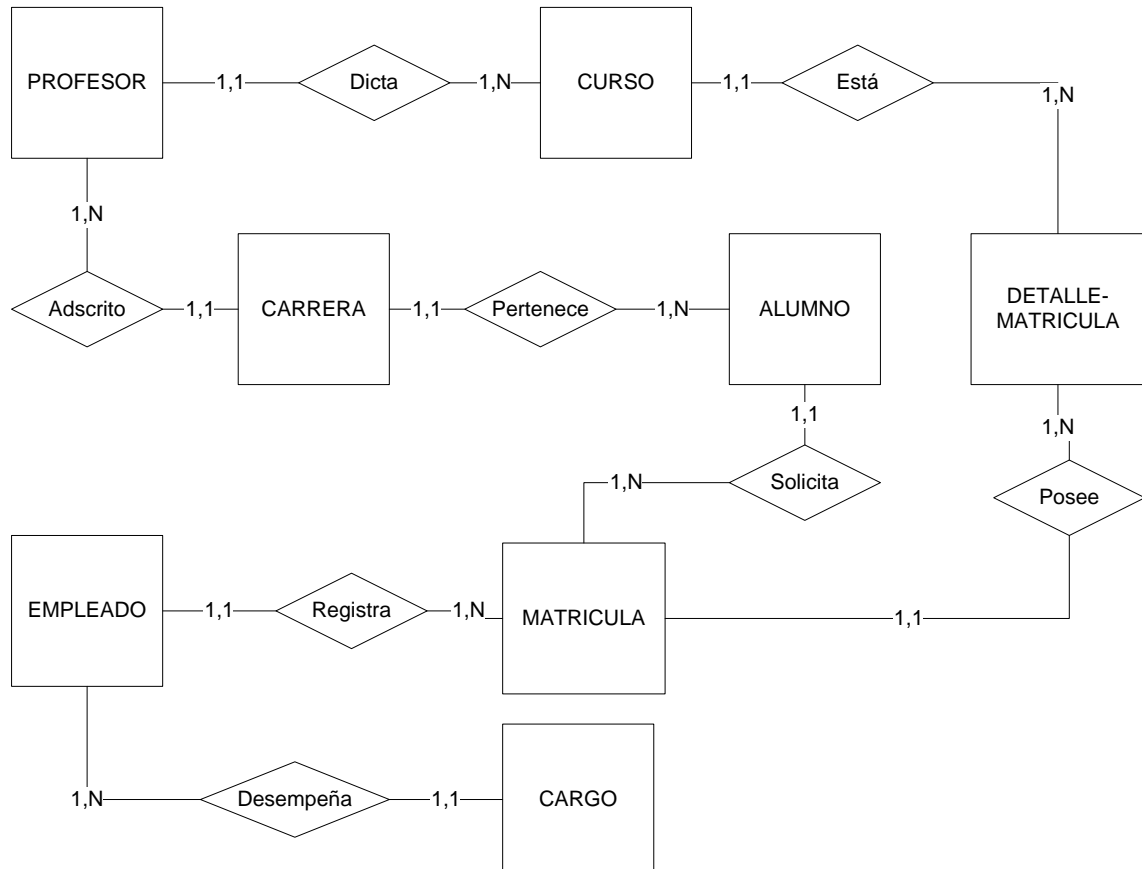 PROFESOR
1,1
Dicta
1,N
CURSO
1,1
Está
1,N
1,N
Adscrito
1,1
CARRERA
1,1
Pertenece
1,N
ALUMNO
DETALLE-
MATRICULA
1,1
1,N
1,N
Solicita
Posee
EMPLEADO
1,1
Registra
1,N
MATRICULA
1,1
1,N
Desempeña
1,1
CARGO